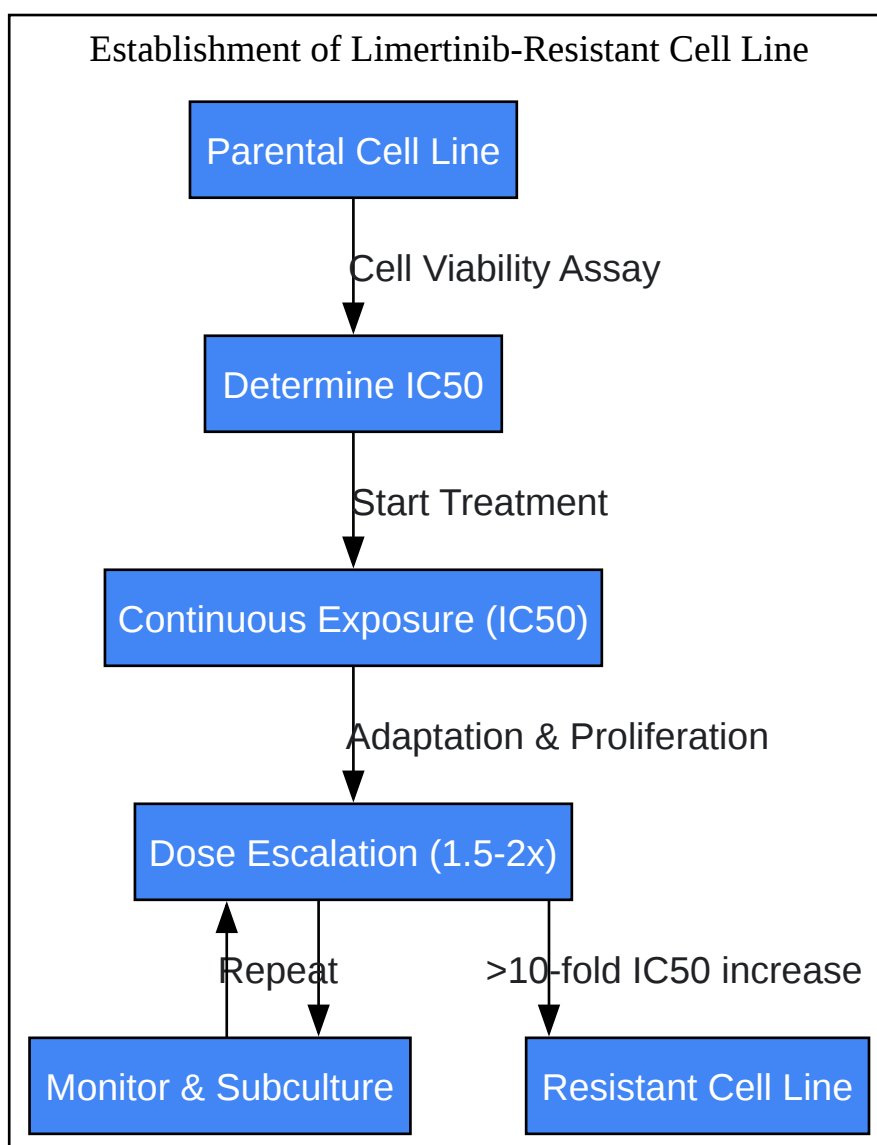 Establishment of Limertinib-Resistant Cell Line
Parental Cell Line
Cell Viability Assay
Determine IC50
Start Treatment
Continuous Exposure (IC50)
Adaptation & Proliferation
Dose Escalation (1.5-2x)
Repeat
>10-fold IC50 increase
Monitor & Subculture
Resistant Cell Line